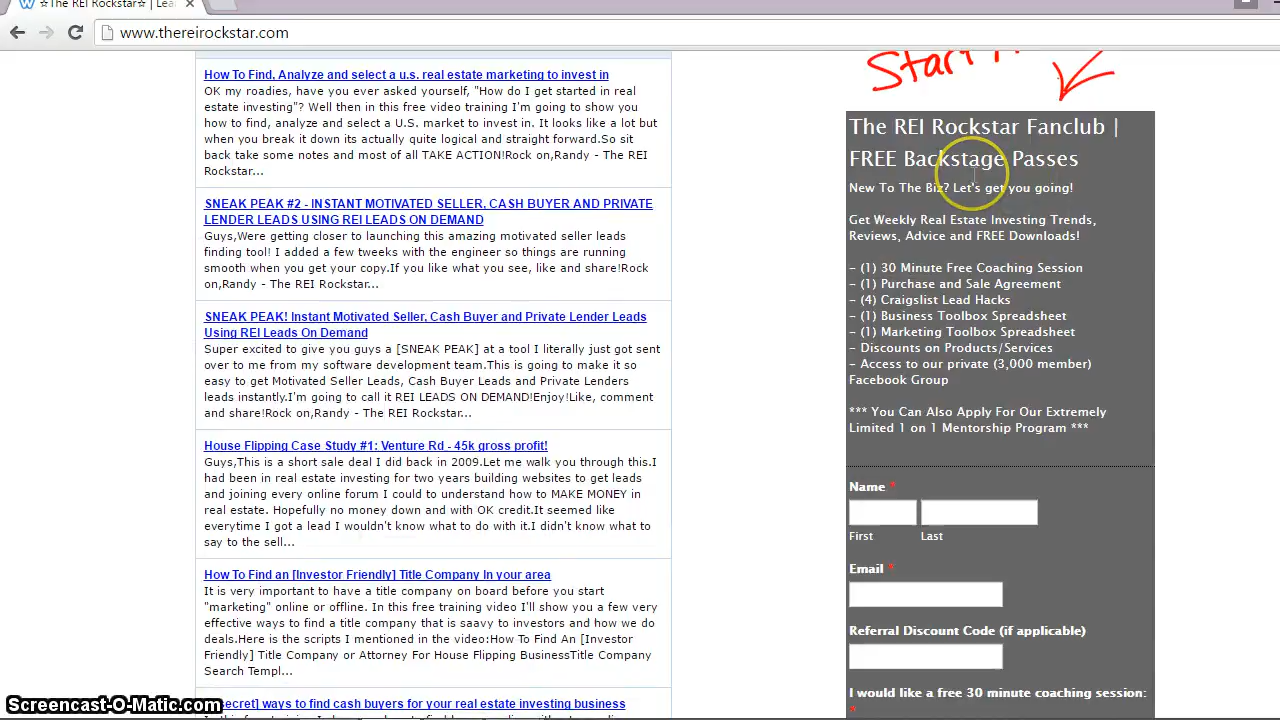 ☆The REI Rockstar☆ | Lea
www.thereirockstar.com
How To Find, Analyze and select a u.s. real estate marketing to invest in
OK my roadies, have you ever asked yourself, "How do I get started in real
estate investing"? Well then in this free video training I'm going to show you
how to find, analyze and select a U.S. market to invest in. It looks like a lot but
when you break it down its actually quite logical and straight forward.So sit
back take some notes and most of all TAKE ACTION!Rock on,Randy - The REI
Rockstar...
SNEAK PEAK #2 - INSTANT MOTIVATED SELLER, CASH BUYER AND PRIVATE
LENDER LEADS USING REI LEADS ON DEMAND
Guys,Were getting closer to launching this amazing motivated seller leads
finding tool! I added a few tweeks with the engineer so things are running
smooth when you get your copy.If you like what you see, like and share!Rock
on,Randy - The REI Rockstar...
SNEAK PEAK! Instant Motivated Seller, Cash Buyer and Private Lender Leads
Using REI Leads On Demand
Super excited to give you guys a [SNEAK PEAK] at a tool I literally just got sent
over to me from my software development team.This is going to make it so
easy to get Motivated Seller Leads, Cash Buyer Leads and Private Lenders
leads instantly.I'm going to call it REI LEADS ON DEMAND!Enjoy!Like, comment
and share!Rock on,Randy - The REI Rockstar...
House Flipping Case Study #1: Venture Rd - 45k gross profit!
Guys,This is a short sale deal I did back in 2009.Let me walk you through this.I
had been in real estate investing for two years building websites to get leads
and joining every online forum I could to understand how to MAKE MONEY in
real estate. Hopefully no money down and with OK credit.It seemed like
everytime I got a lead I wouldn't know what to do with it.I didn't know what to
say to the sell...
How To Find an [Investor Friendly] Title Company In your area
It is very important to have a title company on board before you start
"marketing" online or offline. In this free training video I'll show you a few very
effective ways to find a title company that is saavy to investors and how we do
deals.Here is the scripts I mentioned in the video:How To Find An [Investor
Friendly] Title Company or Attorney For House Flipping BusinessTitle Company
Search Templ...
secret] ways to find cash buyers for your real estate investing business
Start
The REI Rockstar Fanclub |
FREE Backstage Passes
New To The Biz? Let's get you going!
Get Weekly Real Estate Investing Trends,
Reviews, Advice and FREE Downloads!
– (1) 30 Minute Free Coaching Session
– (1) Purchase and Sale Agreement
– (4) Craigslist Lead Hacks
– (1) Business Toolbox Spreadsheet
– (1) Marketing Toolbox Spreadsheet
– Discounts on Products/Services
– Access to our private (3,000 member)
Facebook Group
*** You Can Also Apply For Our Extremely
Limited 1 on 1 Mentorship Program ***
Name *
First Last
Email *
Referral Discount Code (if applicable)
I would like a free 30 minute coaching session:
*
Screencast-O-Matic.com